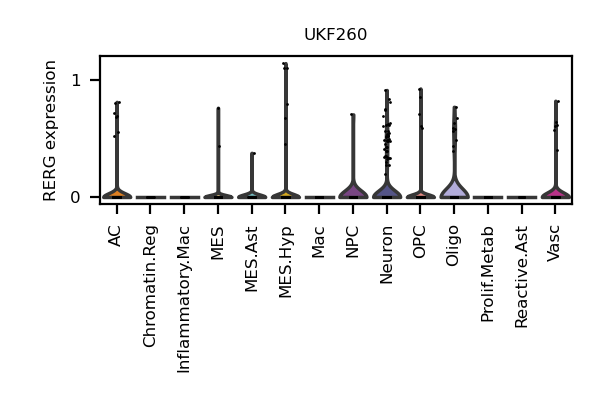 UKF260
RERG expression
1
0
AC
Chromatin.Reg
Inflammatory.Mac
MES
MES.Ast
MES.Hyp
Mac
NPC
Neuron
OPC
Oligo
Prolif.Metab
Reactive.Ast
Vasc